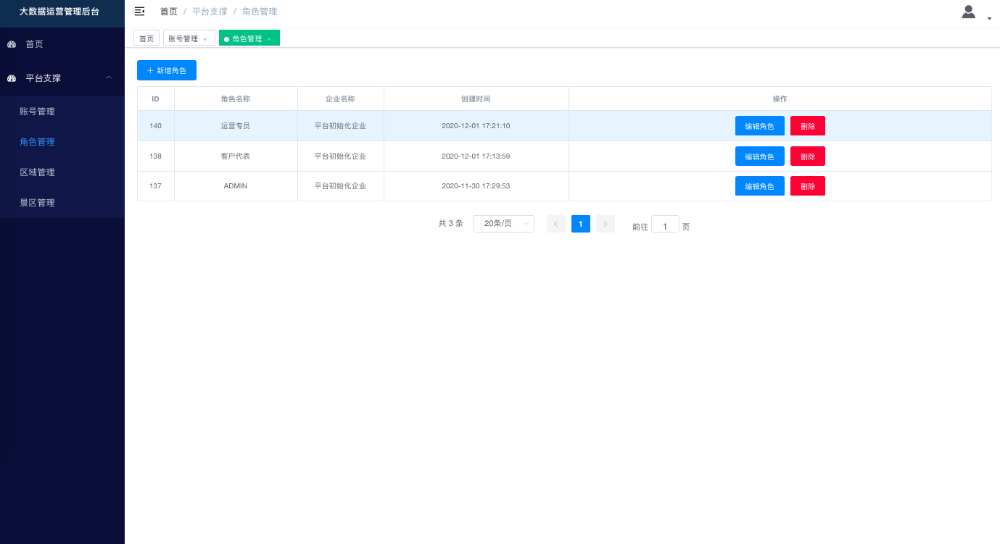 大数据运营管理后台
首页 / 平台支撑 / 角色管理
首页
平台支撑
账号管理
角色管理
区域管理
景区管理
首页 账号管理 × 角色管理 ×
+ 新增角色
ID 角色名称 企业名称 创建时间 操作
140 运营专员 平台初始化企业 2020-12-01 17:21:10 编辑角色 删除
138 客户代表 平台初始化企业 2020-12-01 17:13:59 编辑角色 删除
137 ADMIN 平台初始化企业 2020-11-30 17:29:53 编辑角色 删除
共 3 条 20条/页 < 1 > 前往 1 页